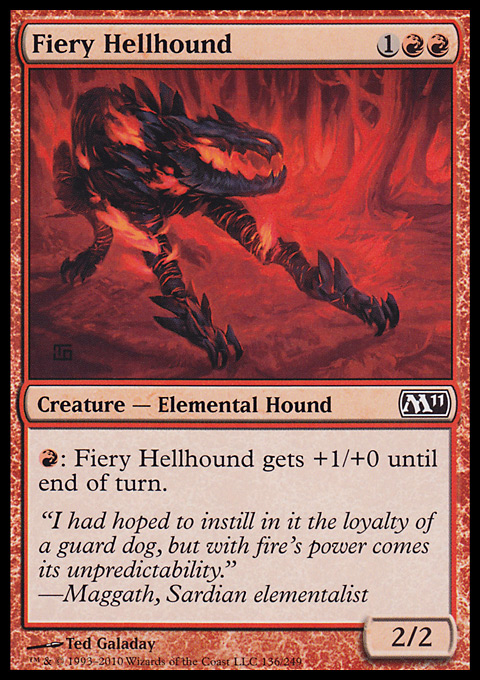 Fiery Hellhound 1
Creature — Elemental Hound M11
: Fiery Hellhound gets +1/+0 until
end of turn.
“I had hoped to instill in it the loyalty of
a guard dog, but with fire’s power comes
its unpredictability.”
—Maggath, Sardian elementalist
Ted Galaday
2/2
™ & © 1993–2010 Wizards of the Coast LLC 136/249